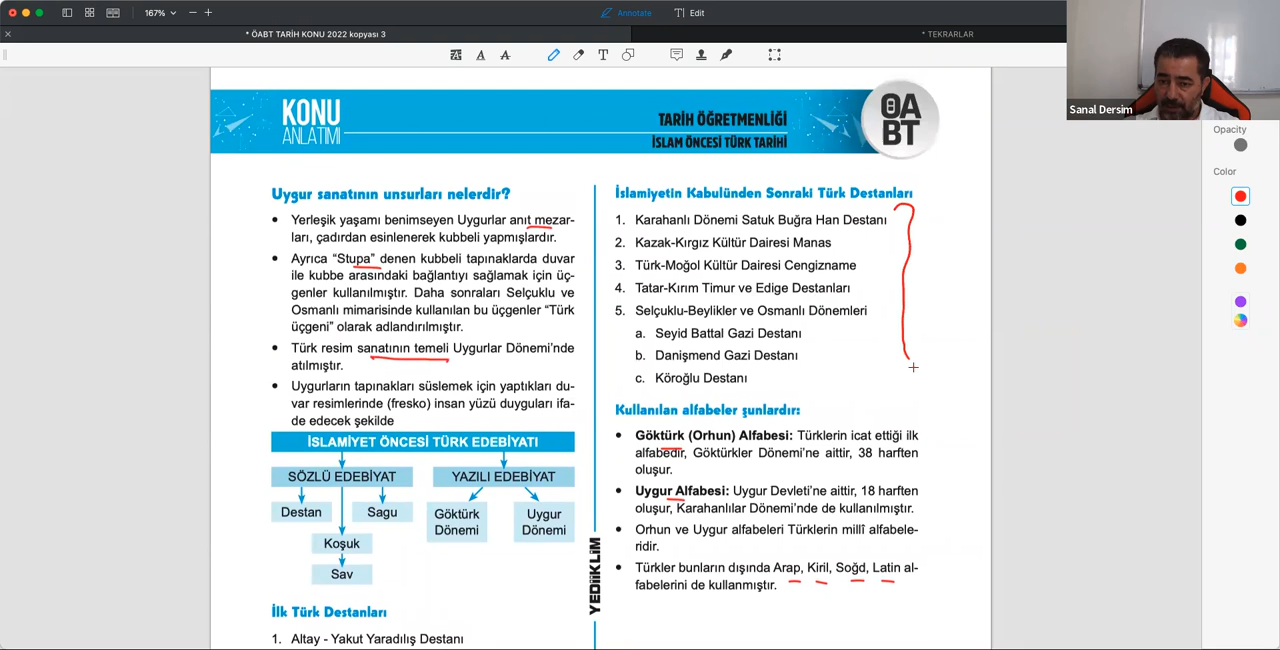 167%
Annotate
Edit
* ÖABT TARİH KONU 2022 kopyası 3
* TEKRARLAR
Sanal Dersim
Opacity
Color
KONU
ANLATIMI
TARİH ÖĞRETMENLİĞİ
İSLAM ÖNCESİ TÜRK TARİHİ
ÖA
BT
Uygur sanatının unsurları nelerdir?
• Yerleşik yaşamı benimseyen Uygurlar anıt mezar-
ları, çadırdan esinlenerek kubbeli yapmışlardır.
• Ayrıca “Stupa” denen kubbeli tapınaklarda duvar
ile kubbe arasındaki bağlantıyı sağlamak için üç-
genler kullanılmıştır. Daha sonraları Selçuklu ve
Osmanlı mimarisinde kullanılan bu üçgenler “Türk
üçgeni” olarak adlandırılmıştır.
• Türk resim sanatının temeli Uygurlar Dönemi’nde
atılmıştır.
• Uygurların tapınakları süslemek için yaptıkları du-
var resimlerinde (fresko) insan yüzü duyguları ifa-
de edecek şekilde
İSLAMİYET ÖNCESİ TÜRK EDEBİYATI
SÖZLÜ EDEBİYAT
YAZILI EDEBİYAT
Destan
Sagu
Göktürk
Dönemi
Uygur
Dönemi
Koşuk
Sav
İlk Türk Destanları
1. Altay - Yakut Yaradılış Destanı
YEDİİKLİM
İslamiyetin Kabulünden Sonraki Türk Destanları
1. Karahanlı Dönemi Satuk Buğra Han Destanı
2. Kazak-Kırgız Kültür Dairesi Manas
3. Türk-Moğol Kültür Dairesi Cengizname
4. Tatar-Kırım Timur ve Edige Destanları
5. Selçuklu-Beylikler ve Osmanlı Dönemleri
a. Seyid Battal Gazi Destanı
b. Danişmend Gazi Destanı
c. Köroğlu Destanı
Kullanılan alfabeler şunlardır:
• Göktürk (Orhun) Alfabesi: Türklerin icat ettiği ilk
alfabedir, Göktürkler Dönemi’ne aittir, 38 harften
oluşur.
• Uygur Alfabesi: Uygur Devleti’ne aittir, 18 harften
oluşur, Karahanlılar Dönemi’nde de kullanılmıştır.
• Orhun ve Uygur alfabeleri Türklerin millî alfabele-
ridir.
• Türkler bunların dışında Arap, Kiril, Soğd, Latin al-
fabelerini de kullanmıştır.